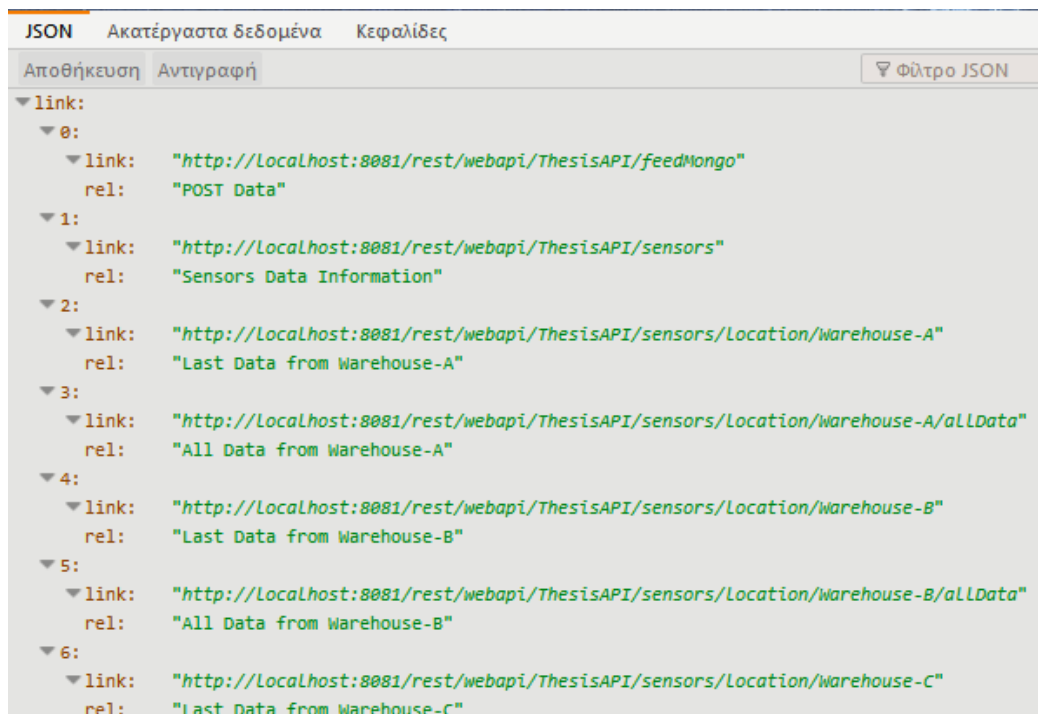 JSON Ακατέργαστα δεδομένα Κεφαλίδες
Αποθήκευση Αντιγραφή Φίλτρο JSON
link:
0:
link: "http://localhost:8081/rest/webapi/ThesisAPI/feedMongo"
rel: "POST Data"
1:
link: "http://localhost:8081/rest/webapi/ThesisAPI/sensors"
rel: "Sensors Data Information"
2:
link: "http://localhost:8081/rest/webapi/ThesisAPI/sensors/location/Warehouse-A"
rel: "Last Data from Warehouse-A"
3:
link: "http://localhost:8081/rest/webapi/ThesisAPI/sensors/location/Warehouse-A/allData"
rel: "All Data from Warehouse-A"
4:
link: "http://localhost:8081/rest/webapi/ThesisAPI/sensors/location/Warehouse-B"
rel: "Last Data from Warehouse-B"
5:
link: "http://localhost:8081/rest/webapi/ThesisAPI/sensors/location/Warehouse-B/allData"
rel: "All Data from Warehouse-B"
6:
link: "http://localhost:8081/rest/webapi/ThesisAPI/sensors/location/Warehouse-C"
rel: "Last Data from Warehouse-C"